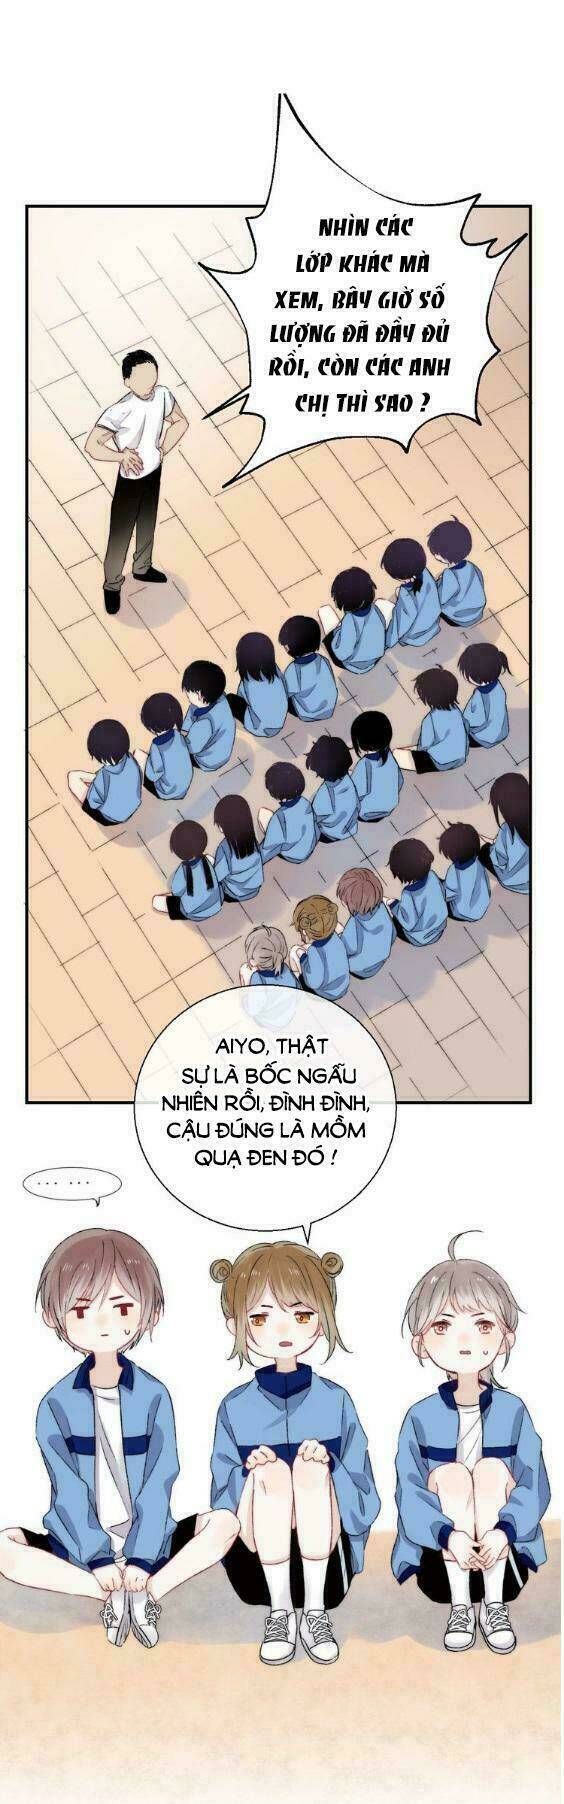 NHÌN CÁC
LỚP KHÁC MÀ
XEM, BÂY GIỜ SỐ
LƯỢNG ĐÃ ĐẦY ĐỦ
RỒI, CÒN CÁC ANH
CHỊ THÌ SAO ?
AIYO, THẬT
SỰ LÀ BỐC NGẪU
NHIÊN RỒI, ĐÌNH ĐÌNH,
CẬU ĐÚNG LÀ MỒM
QUẠ ĐEN ĐÓ !
... ...